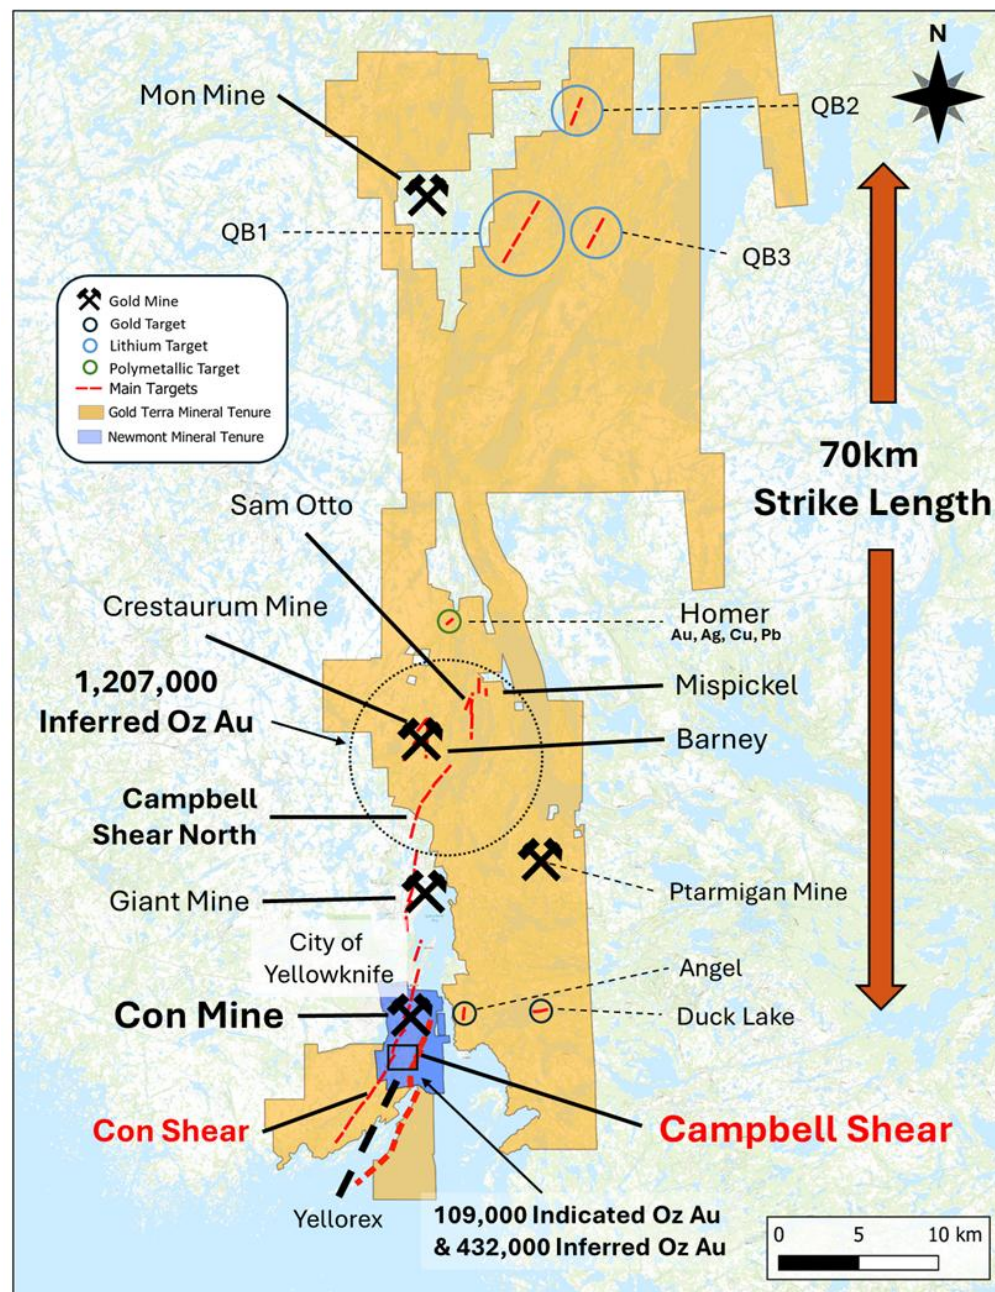 N
Mon Mine
QB2
QB1
QB3
Gold Mine
Gold Target
Lithium Target
Polymetallic Target
Main Targets
Gold Terra Mineral Tenure
Newmont Mineral Tenure
70km
Strike Length
Sam Otto
Crestaurum Mine
Homer
Au, Ag, Cu, Pb
1,207,000
Inferred Oz Au
Mispickel
Barney
Campbell
Shear North
Giant Mine
Ptarmigan Mine
City of
Yellowknife
Angel
Con Mine
Duck Lake
Con Shear
Campbell Shear
Yellorex
109,000 Indicated Oz Au
& 432,000 Inferred Oz Au
0 5 10 km